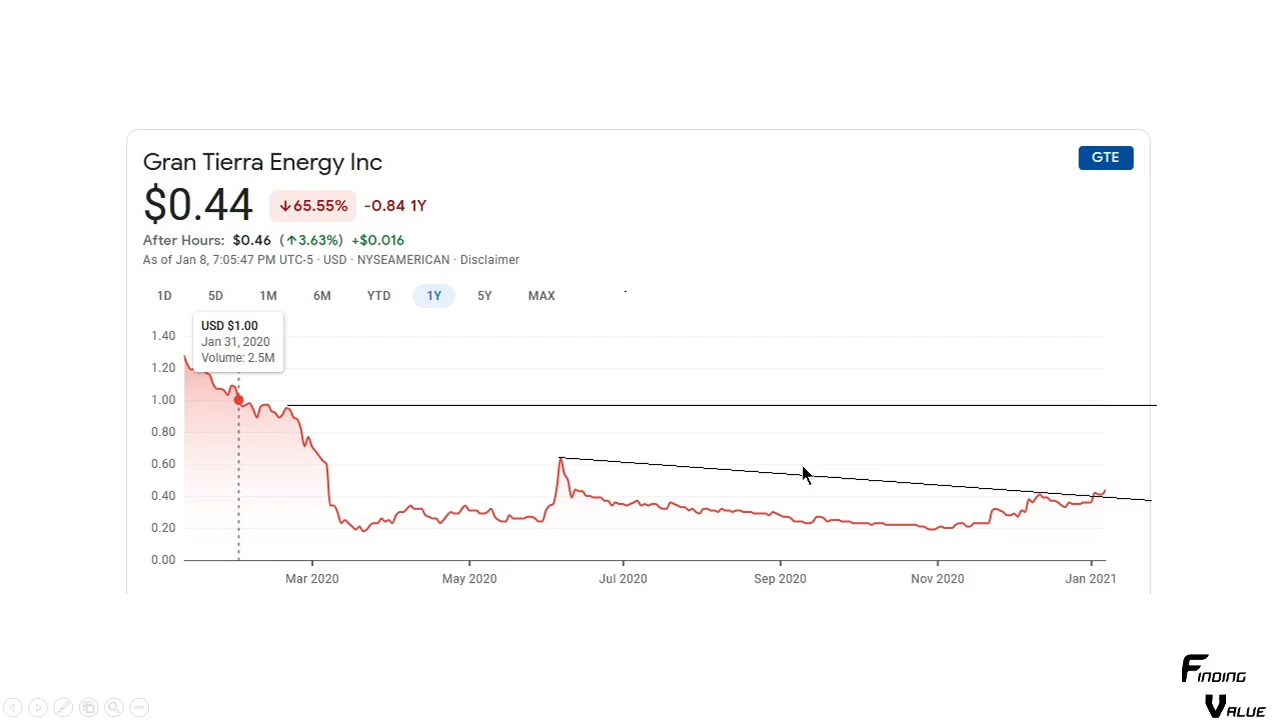 Gran Tierra Energy Inc
GTE
$0.44 ↓65.55% -0.84 1Y
After Hours: $0.46 (↑3.63%) +$0.016
As of Jan 8, 7:05:47 PM UTC-5 · USD · NYSEAMERICAN · Disclaimer
1D 5D 1M 6M YTD 1Y 5Y MAX
USD $1.00
Jan 31, 2020
Volume: 2.5M
1.40
1.20
1.00
0.80
0.60
0.40
0.20
0.00
Mar 2020 May 2020 Jul 2020 Sep 2020 Nov 2020 Jan 2021
Finding
Value